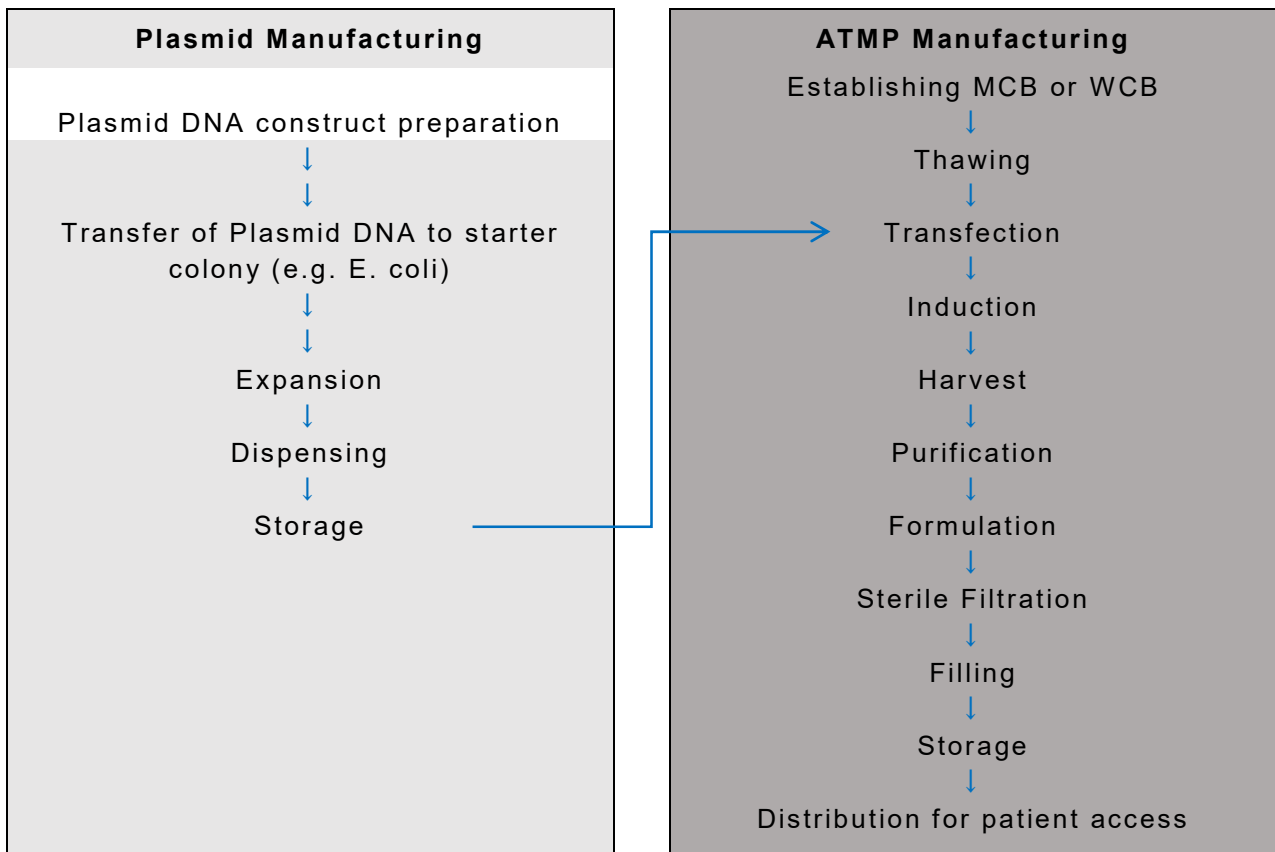 Plasmid Manufacturing
Plasmid DNA construct preparation
↓
↓
Transfer of Plasmid DNA to starter
colony (e.g. E. coli)
↓
↓
Expansion
↓
Dispensing
↓
Storage
ATMP Manufacturing
Establishing MCB or WCB
↓
Thawing
↓
Transfection
↓
Induction
↓
Harvest
↓
Purification
↓
Formulation
↓
Sterile Filtration
↓
Filling
↓
Storage
↓
Distribution for patient access